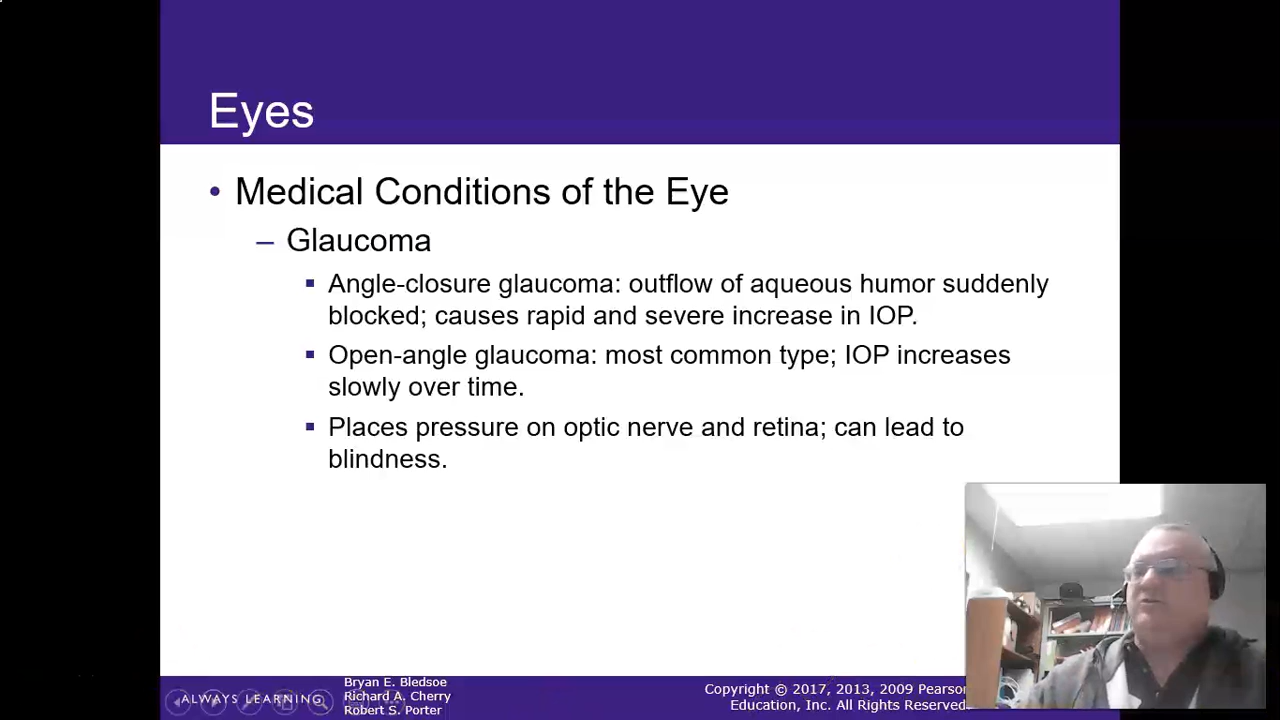 Eyes
• Medical Conditions of the Eye
– Glaucoma
▪ Angle-closure glaucoma: outflow of aqueous humor suddenly
blocked; causes rapid and severe increase in IOP.
▪ Open-angle glaucoma: most common type; IOP increases
slowly over time.
▪ Places pressure on optic nerve and retina; can lead to
blindness.
ALWAYS LEARNING
Bryan E. Bledsoe
Richard A. Cherry
Robert S. Porter
Copyright © 2017, 2013, 2009 Pearson
Education, Inc. All Rights Reserved.